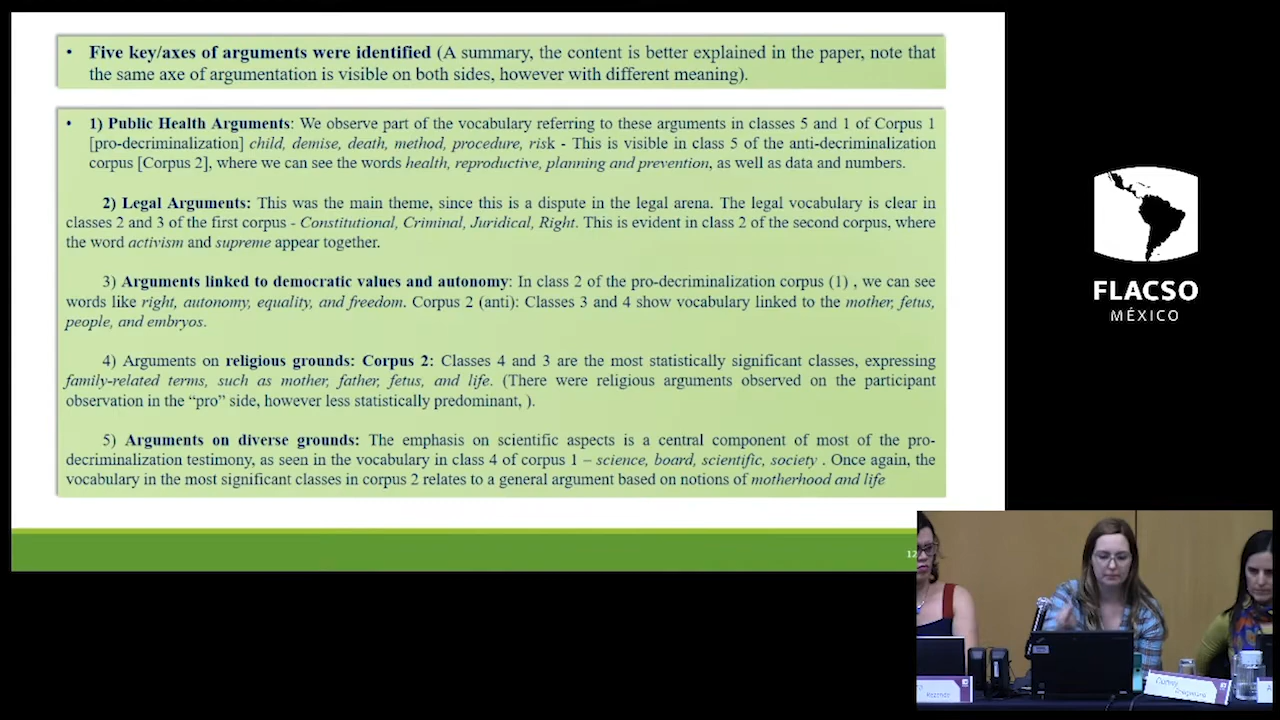 • Five key/axes of arguments were identified (A summary, the content is better explained in the paper, note that
the same axe of argumentation is visible on both sides, however with different meaning).
• 1) Public Health Arguments: We observe part of the vocabulary referring to these arguments in classes 5 and 1 of Corpus 1
[pro-decriminalization] child, demise, death, method, procedure, risk - This is visible in class 5 of the anti-decriminalization
corpus [Corpus 2], where we can see the words health, reproductive, planning and prevention, as well as data and numbers.
2) Legal Arguments: This was the main theme, since this is a dispute in the legal arena. The legal vocabulary is clear in
classes 2 and 3 of the first corpus - Constitutional, Criminal, Juridical, Right. This is evident in class 2 of the second corpus, where
the word activism and supreme appear together.
3) Arguments linked to democratic values and autonomy: In class 2 of the pro-decriminalization corpus (1) , we can see
words like right, autonomy, equality, and freedom. Corpus 2 (anti): Classes 3 and 4 show vocabulary linked to the mother, fetus,
people, and embryos.
4) Arguments on religious grounds: Corpus 2: Classes 4 and 3 are the most statistically significant classes, expressing
family-related terms, such as mother, father, fetus, and life. (There were religious arguments observed on the participant
observation in the “pro” side, however less statistically predominant, ).
5) Arguments on diverse grounds: The emphasis on scientific aspects is a central component of most of the pro-
decriminalization testimony, as seen in the vocabulary in class 4 of corpus 1 – science, board, scientific, society . Once again, the
vocabulary in the most significant classes in corpus 2 relates to a general argument based on notions of motherhood and life
12
FLACSO
MÉXICO